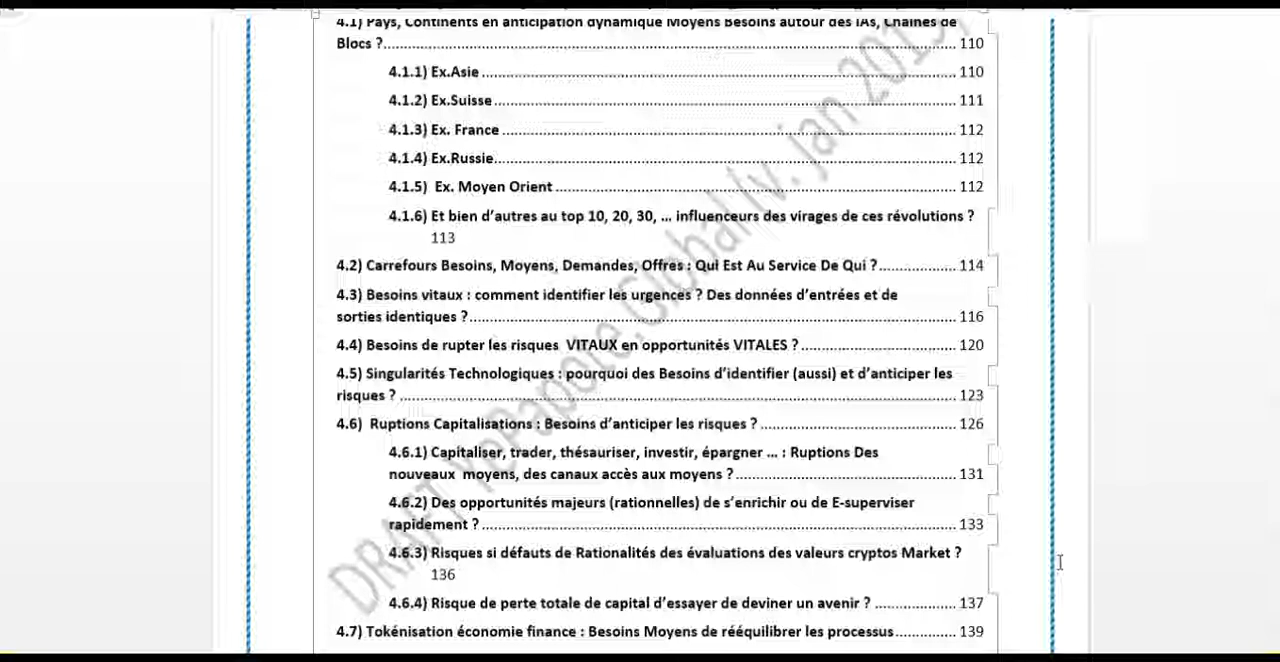 4.1) Pays, Continents en anticipation dynamique Moyens Besoins autour des IAs, Chaines de
Blocs ?.......... 110
4.1.1) Ex.Asie.......... 110
4.1.2) Ex.Suisse.......... 111
4.1.3) Ex. France.......... 112
4.1.4) Ex.Russie.......... 112
4.1.5) Ex. Moyen Orient.......... 112
4.1.6) Et bien d'autres au top 10, 20, 30, ... influenceurs des virages de ces révolutions ?
113
4.2) Carrefours Besoins, Moyens, Demandes, Offres : Qui Est Au Service De Qui ?.......... 114
4.3) Besoins vitaux : comment identifier les urgences ? Des données d'entrées et de
sorties identiques ?.......... 116
4.4) Besoins de rupter les risques VITAUX en opportunités VITALES ?.......... 120
4.5) Singularités Technologiques : pourquoi des Besoins d'identifier (aussi) et d'anticiper les
risques ?.......... 123
4.6) Ruptions Capitalisations : Besoins d'anticiper les risques ?.......... 126
4.6.1) Capitaliser, trader, thésauriser, investir, épargner ... : Ruptions Des
nouveaux moyens, des canaux accès aux moyens ?.......... 131
4.6.2) Des opportunités majeurs (rationnelles) de s'enrichir ou de E-superviser
rapidement ?.......... 133
4.6.3) Risques si défauts de Rationalités des évaluations des valeurs cryptos Market ?
136
4.6.4) Risque de perte totale de capital d'essayer de deviner un avenir ?.......... 137
4.7) Tokénisation économie finance : Besoins Moyens de rééquilibrer les processus.......... 139
DRAFT YePapote.Global (v. jan-2019)